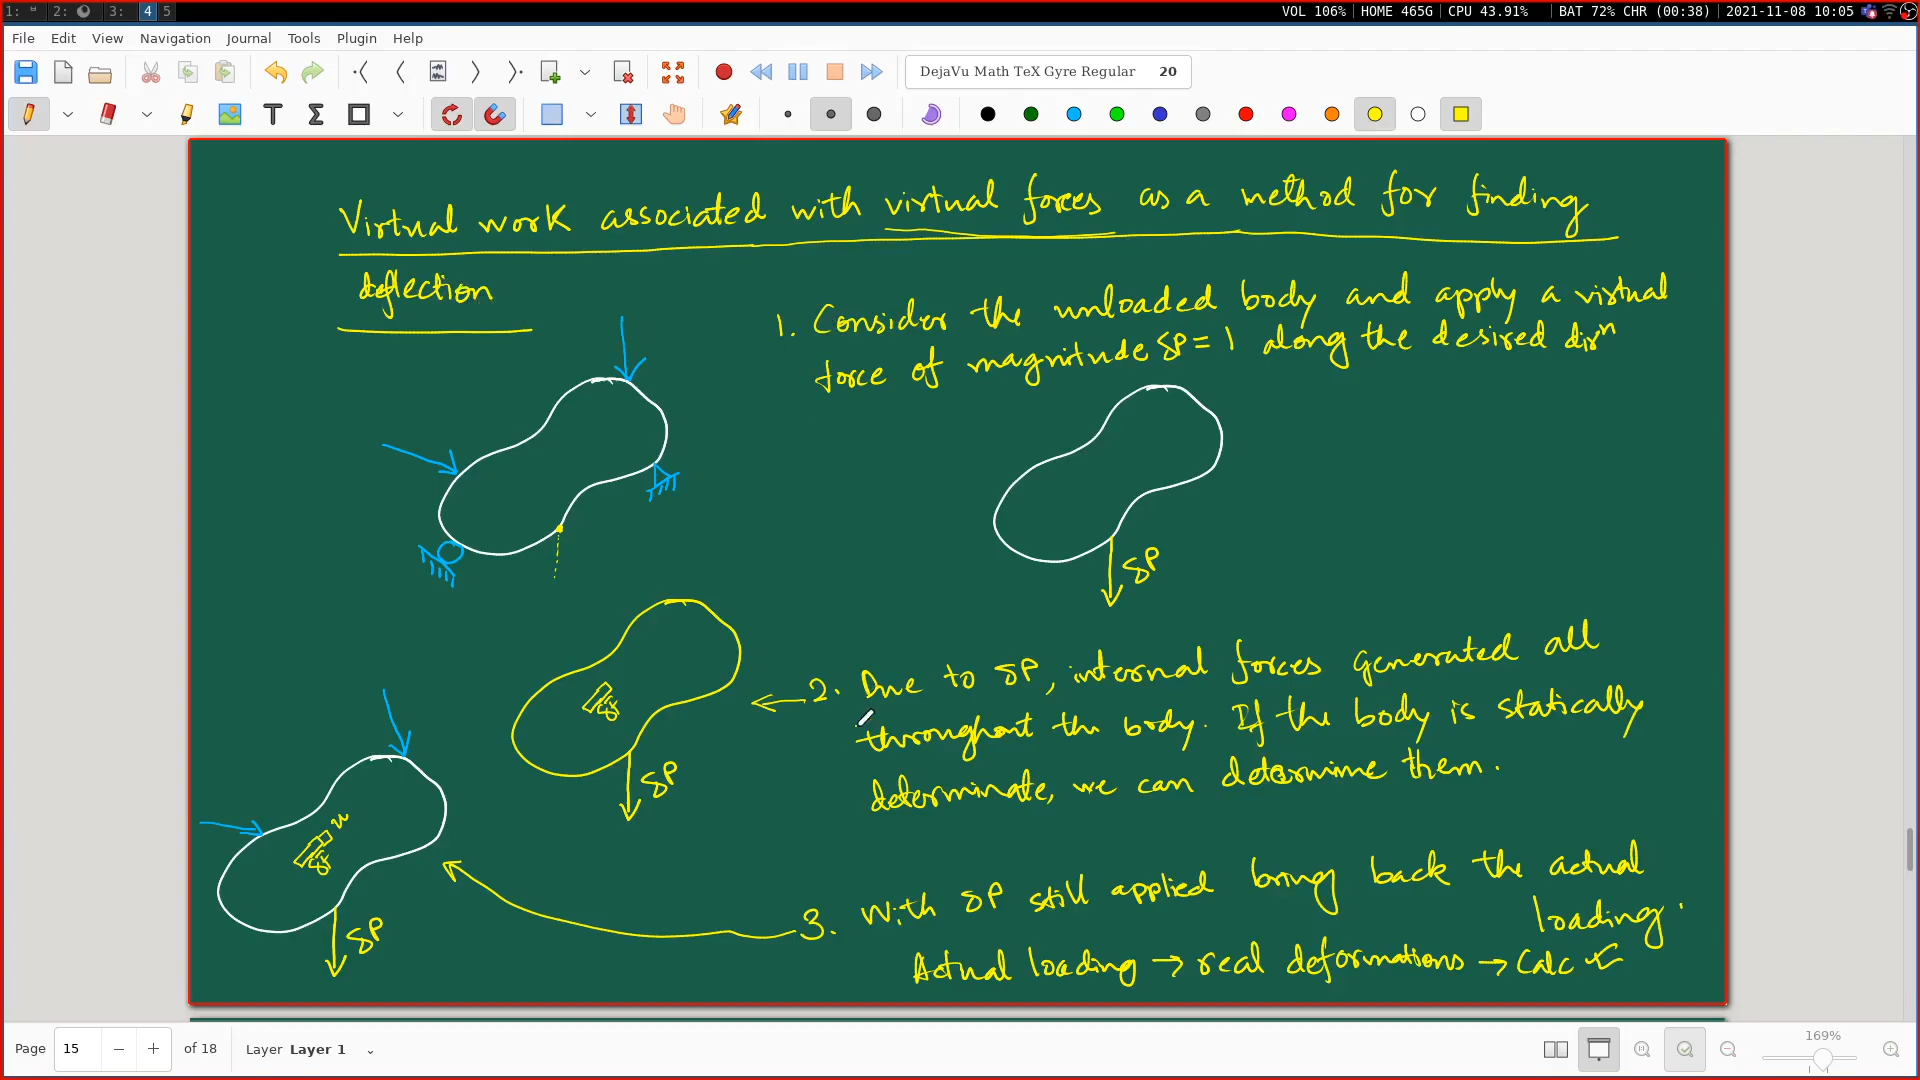 1: 2: 3: 4 5
VOL 106% HOME 465G CPU 43.91% BAT 72% CHR (00:38) 2021-11-08 10:05
File Edit View Navigation Journal Tools Plugin Help
DejaVu Math TeX Gyre Regular 20
Virtual work associated with virtual forces as a method for finding
deflection
1. Consider the unloaded body and apply a virtual
force of magnitude δP = 1 along the desired dirⁿ
δP
2. Due to δP, internal forces generated all
throughout the body. If the body is statically
determinate, we can determine them.
δf
δP
u
δf
δP
3. With δP still applied bring back the actual
loading.
Actual loading → real deformations → Calc
Page 15 of 18 Layer Layer 1
169%